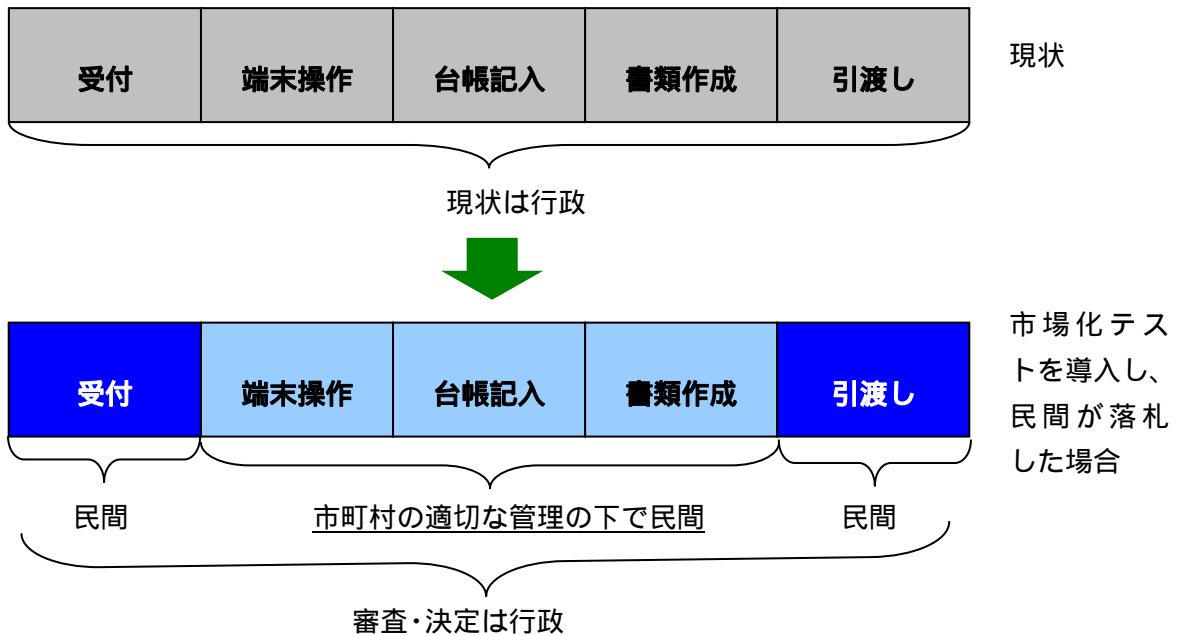 受付 端末操作 台帳記入 書類作成 引渡し
現状
現状は行政
受付 端末操作 台帳記入 書類作成 引渡し
市場化テス
トを導入し、
民間が落札
した場合
民間 市町村の適切な管理の下で民間 民間
審査・決定は行政